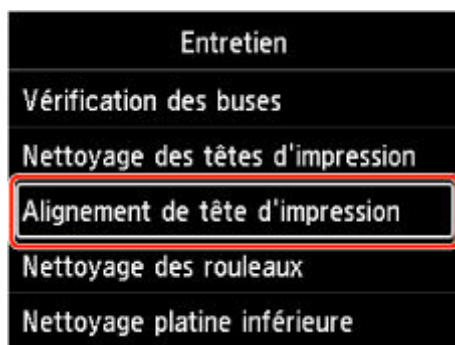 Entretien
Vérification des buses
Nettoyage des têtes d'impression
Alignement de tête d'impression
Nettoyage des rouleaux
Nettoyage platine inférieure